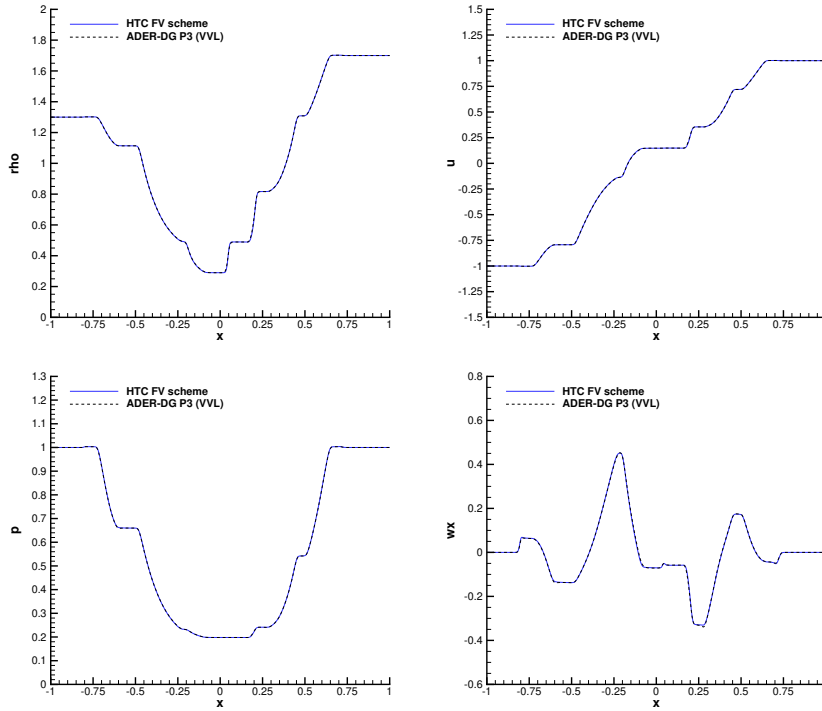 HTC FV scheme
ADER-DG P3 (VVL)
rho
2
1.8
1.6
1.4
1.2
1
0.8
0.6
0.4
0.2
0
-1 -0.75 -0.5 -0.25 0 0.25 0.5 0.75 1
x
HTC FV scheme
ADER-DG P3 (VVL)
u
1.5
1.25
1
0.75
0.5
0.25
0
-0.25
-0.5
-0.75
-1
-1.25
-1.5
-1 -0.75 -0.5 -0.25 0 0.25 0.5 0.75
x
HTC FV scheme
ADER-DG P3 (VVL)
p
1.3
1.2
1.1
1
0.9
0.8
0.7
0.6
0.5
0.4
0.3
0.2
0.1
0
-1 -0.75 -0.5 -0.25 0 0.25 0.5 0.75 1
x
HTC FV scheme
ADER-DG P3 (VVL)
wx
0.4
0.2
0
-0.2
-0.4
-0.6
-1 -0.75 -0.5 -0.25 0 0.25 0.5 0.75
x